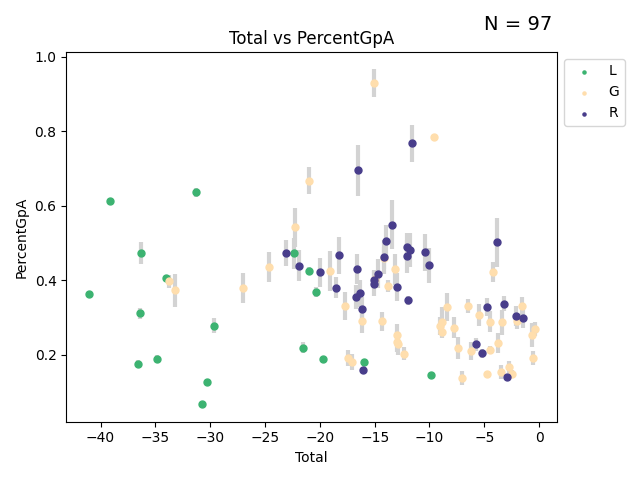 N = 97
Total vs PercentGpA
L
G
R
1.0
0.8
0.6
0.4
0.2
PercentGpA
−40 −35 −30 −25 −20 −15 −10 −5 0
Total